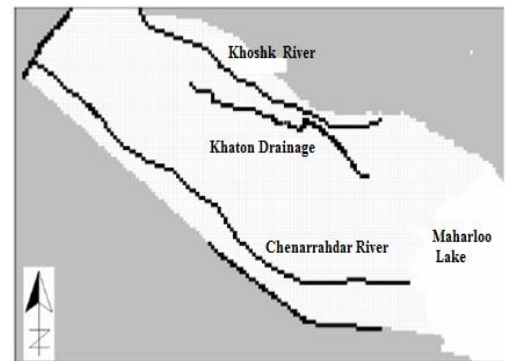 Khoshk River
Khaton Drainage
Chenarrahdar River
Maharloo
Lake
N